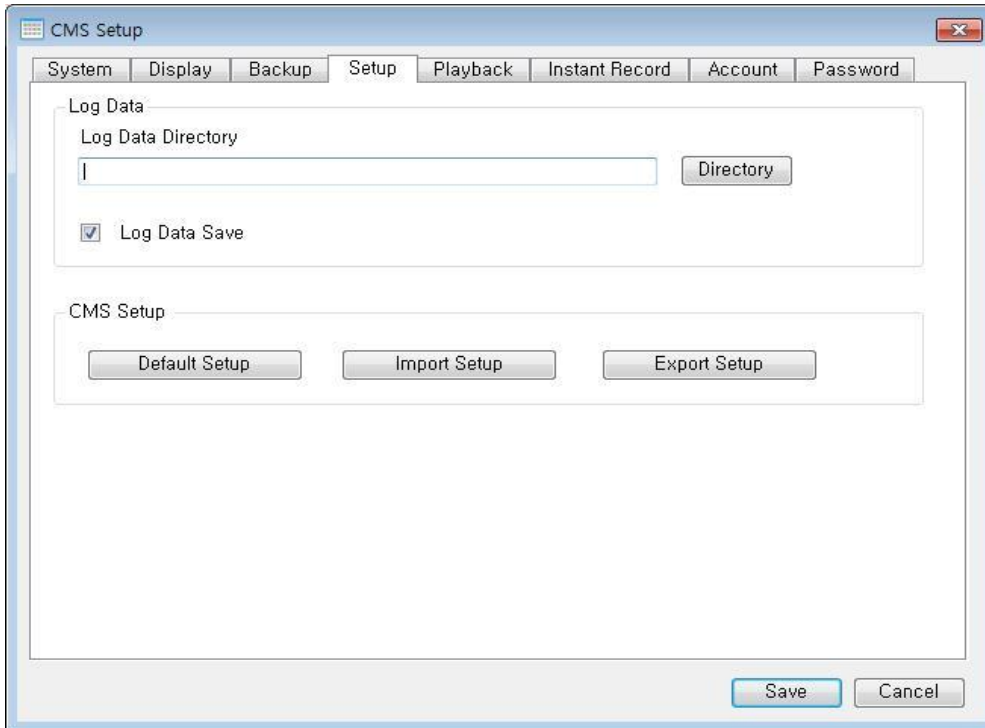 CMS Setup
System Display Backup Setup Playback Instant Record Account Password
Log Data
Log Data Directory
Directory
Log Data Save
CMS Setup
Default Setup Import Setup Export Setup
Save Cancel